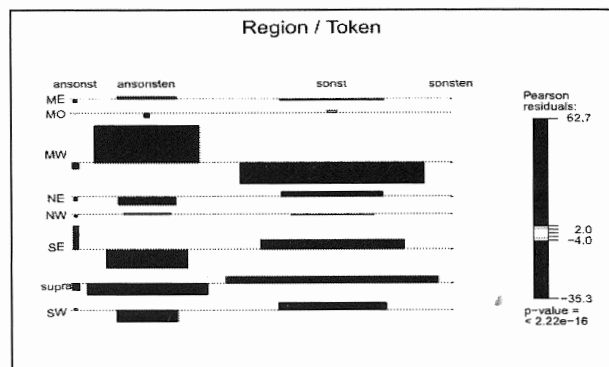 Region / Token
ansonst ansonsten sonst sonsten
ME
MO
MW
NE
NW
SE
supra
SW
Pearson
residuals:
62.7
2.0
-4.0
-35.3
p-value =
< 2.22e-16